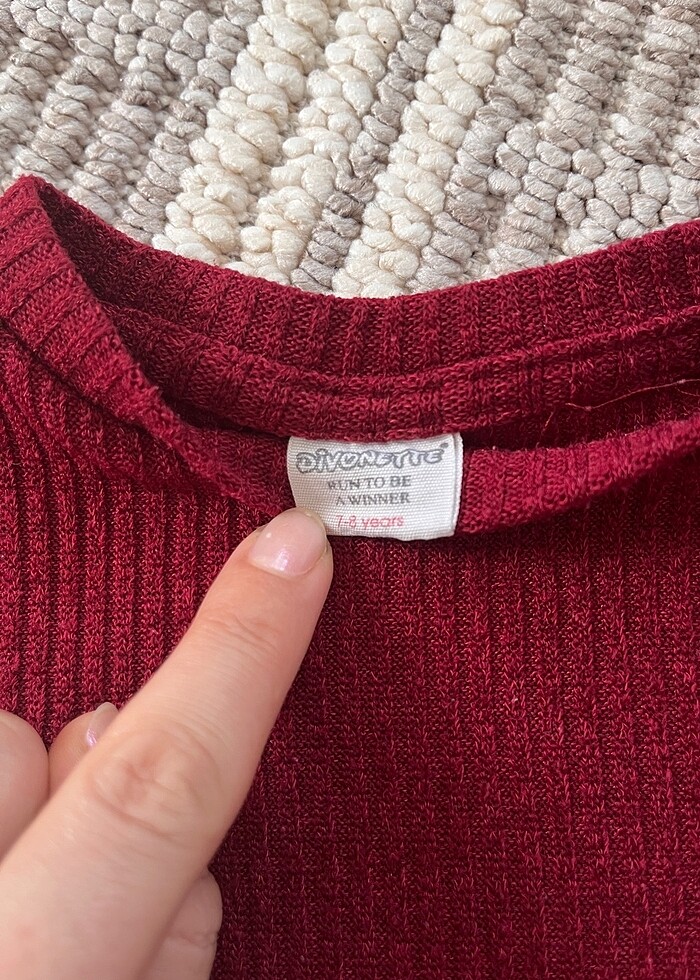 DiVONETTE
RUN TO BE
A WINNER
7-8 years